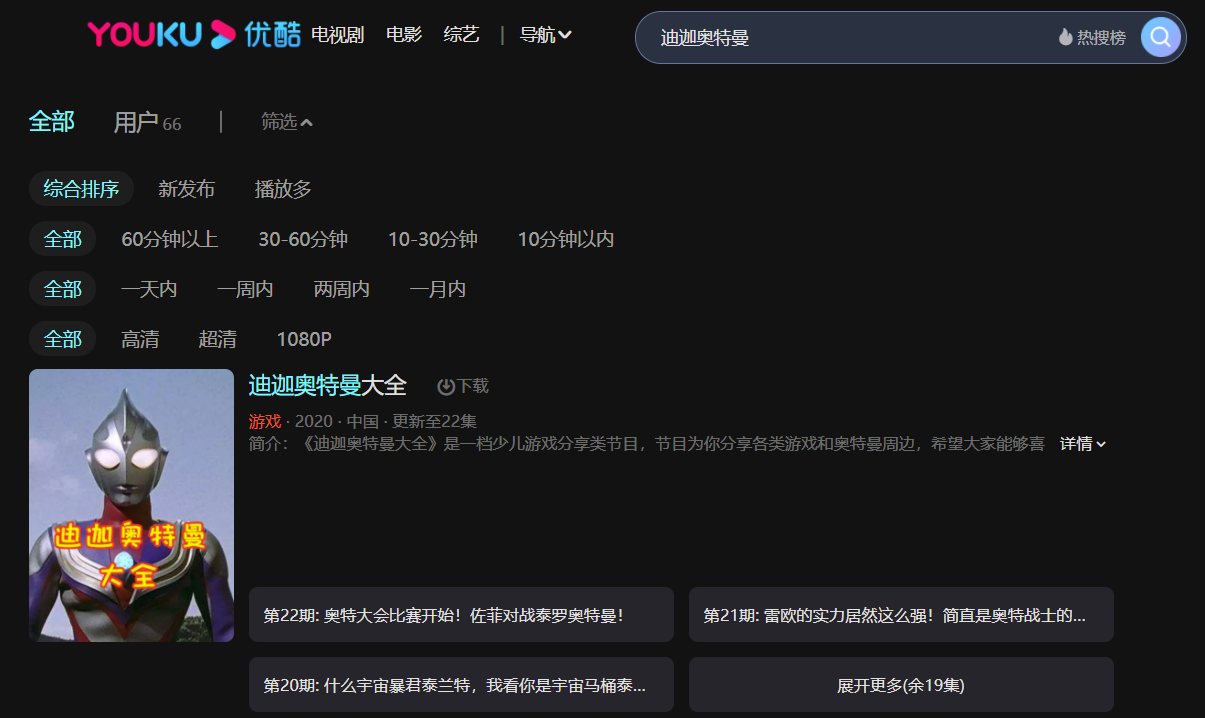 YOUKU 优酷 电视剧 电影 综艺 | 导航 迪迦奥特曼 热搜榜
全部 用户 66 | 筛选
综合排序 新发布 播放多
全部 60分钟以上 30-60分钟 10-30分钟 10分钟以内
全部 一天内 一周内 两周内 一月内
全部 高清 超清 1080P
迪迦奥特曼大全 下载
游戏 · 2020 · 中国 · 更新至22集
简介：《迪迦奥特曼大全》是一档少儿游戏分享类节目，节目为你分享各类游戏和奥特曼周边，希望大家能够喜 详情
迪迦奥特曼
大全
第22期: 奥特大会比赛开始！佐菲对战泰罗奥特曼！ 第21期: 雷欧的实力居然这么强！简直是奥特战士的...
第20期: 什么宇宙暴君泰兰特，我看你是宇宙马桶泰... 展开更多(余19集)